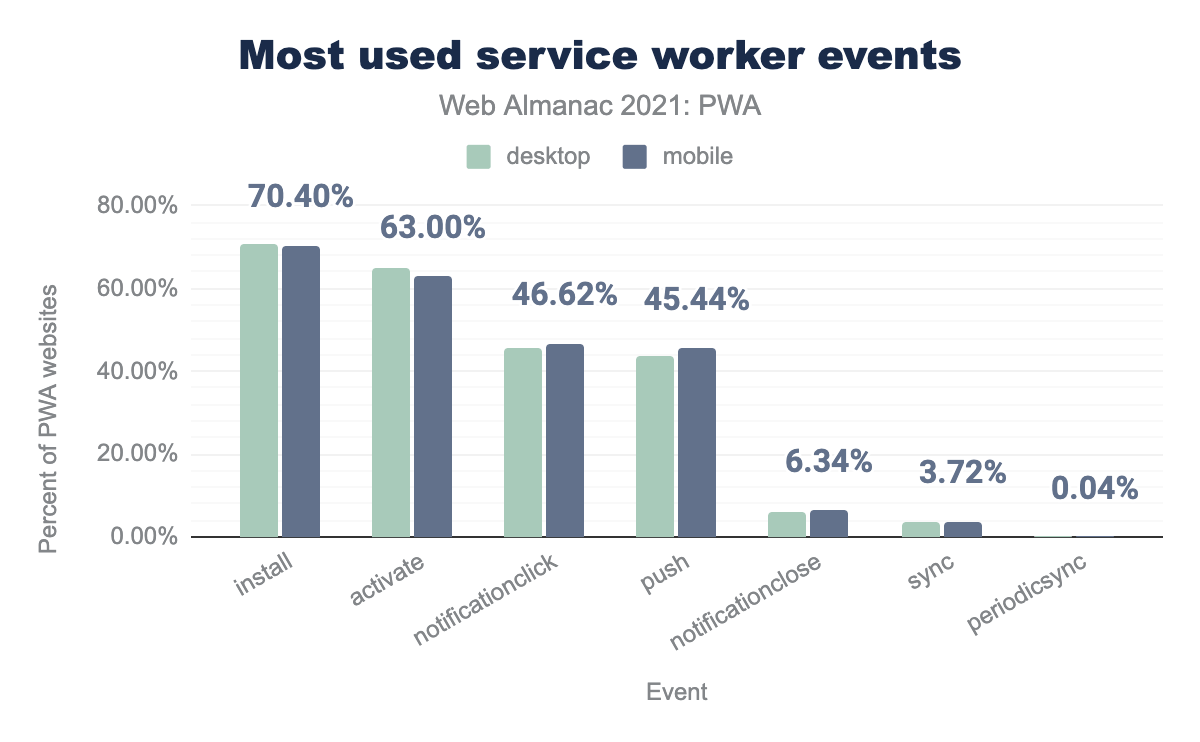 Most used service worker events
Web Almanac 2021: PWA
desktop mobile
70.40%
63.00%
46.62%
45.44%
6.34%
3.72%
0.04%
80.00%
60.00%
40.00%
20.00%
0.00%
Percent of PWA websites
install
activate
notificationclick
push
notificationclose
sync
periodicsync
Event